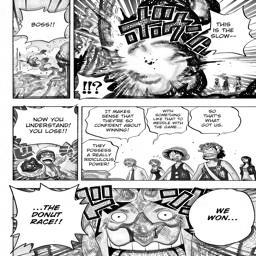 THIS
IS THE
SLOW--
BOSS!!
!!?
SO
THAT'S
WHAT
GOT US.
WITH
SOMETHING
LIKE THAT TO
MEDDLE WITH
THE GAME...
IT MAKES
SENSE THAT
THEY'RE SO
CONFIDENT ABOUT
WINNING!
THEY
POSSESS
A REALLY
RIDICULOUS
POWER!
NOW YOU
UNDERSTAND!
YOU LOSE!!
WE
WON...
...THE
DONUT
RACE!!